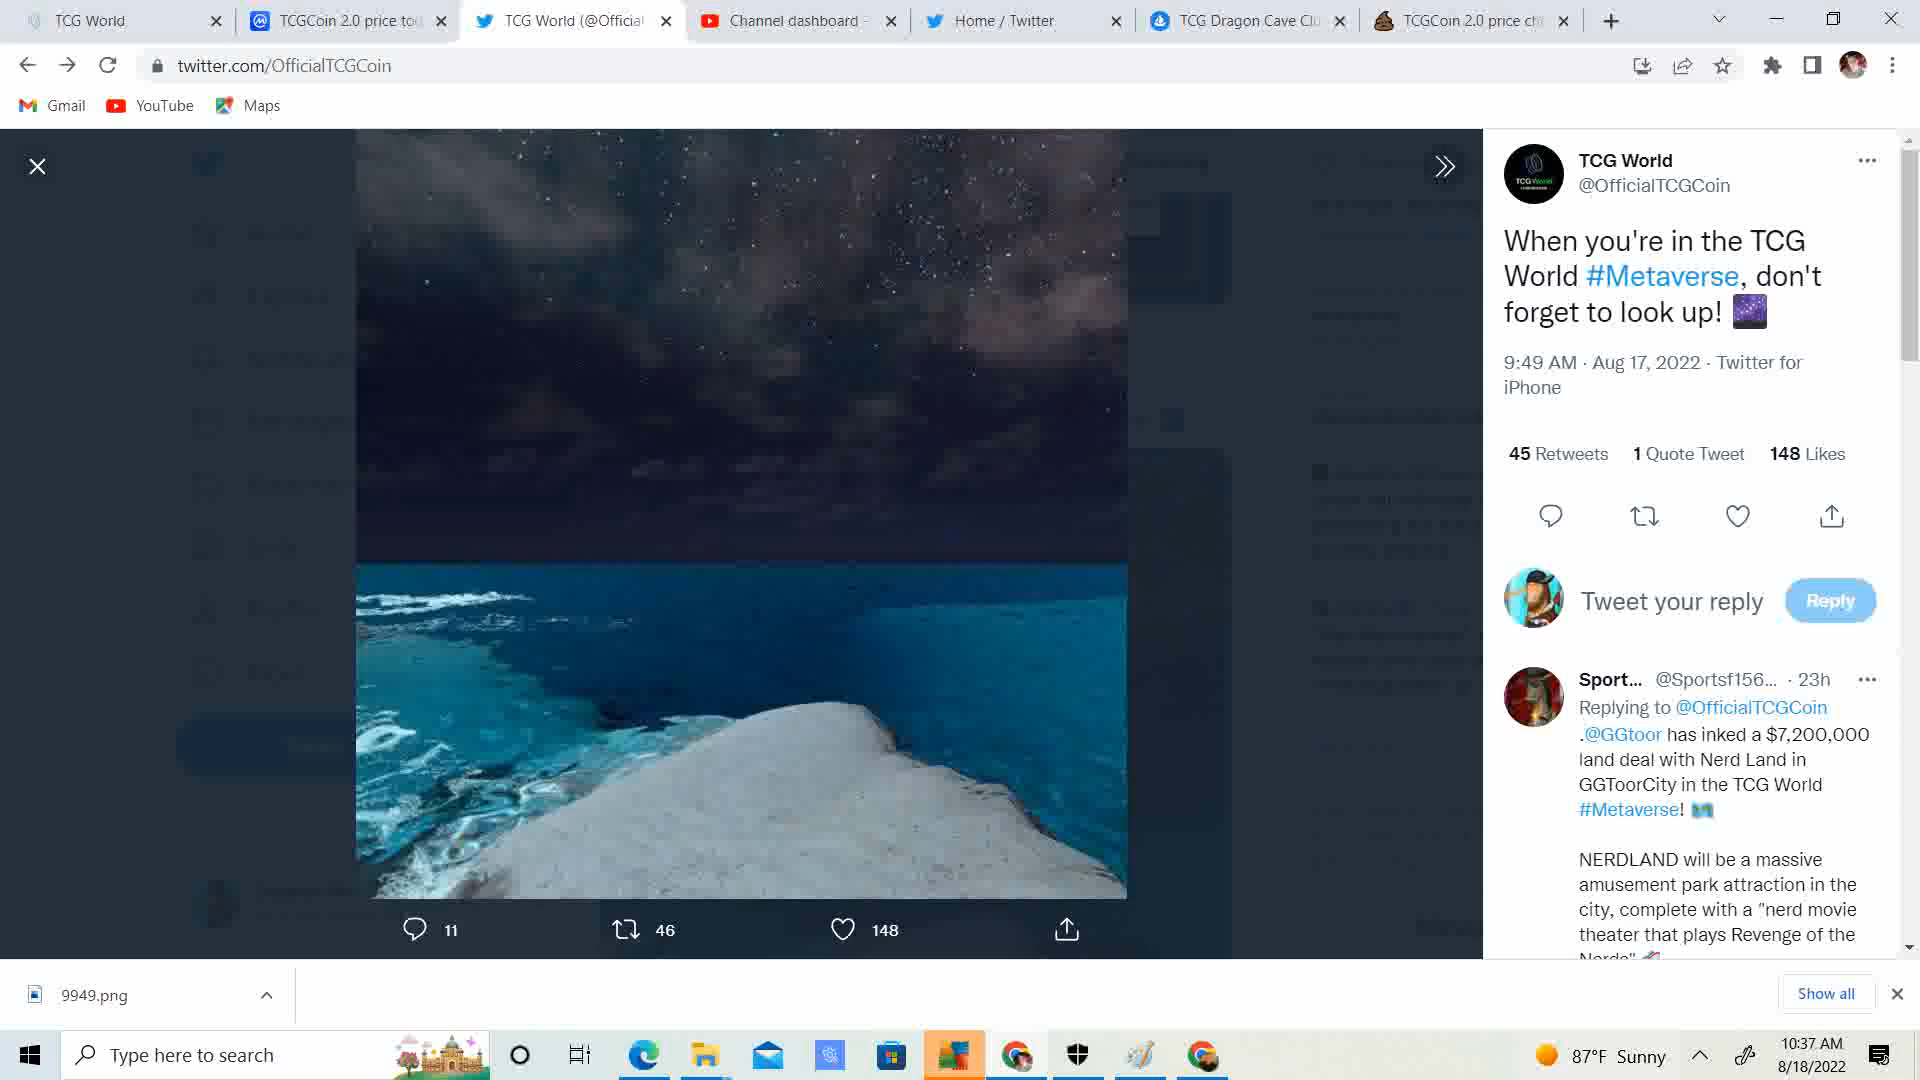 TCG World
TCGCoin 2.0 price tod
TCG World (@Official
Channel dashboard -
Home / Twitter
TCG Dragon Cave Clu
TCGCoin 2.0 price ch
twitter.com/OfficialTCGCoin
Gmail
YouTube
Maps
TCG World
@OfficialTCGCoin
When you're in the TCG
World #Metaverse, don't
forget to look up!
9:49 AM · Aug 17, 2022 · Twitter for
iPhone
45 Retweets 1 Quote Tweet 148 Likes
Tweet your reply
Reply
Sport... @Sportsf156... · 23h
Replying to @OfficialTCGCoin
.@GGtoor has inked a $7,200,000
land deal with Nerd Land in
GGToorCity in the TCG World
#Metaverse!
NERDLAND will be a massive
amusement park attraction in the
city, complete with a "nerd movie
theater that plays Revenge of the
Nerds"
11
46
148
9949.png
Show all
Type here to search
87°F Sunny
10:37 AM
8/18/2022